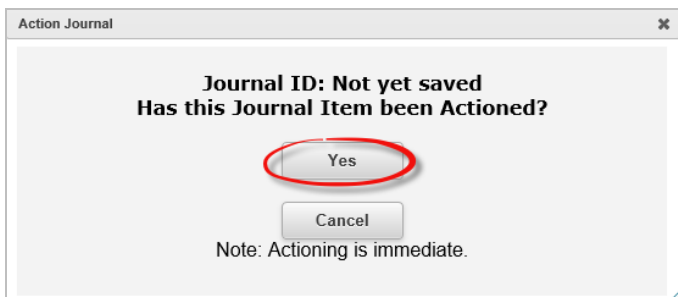 Action Journal
Journal ID: Not yet saved
Has this Journal Item been Actioned?
Yes
Cancel
Note: Actioning is immediate.